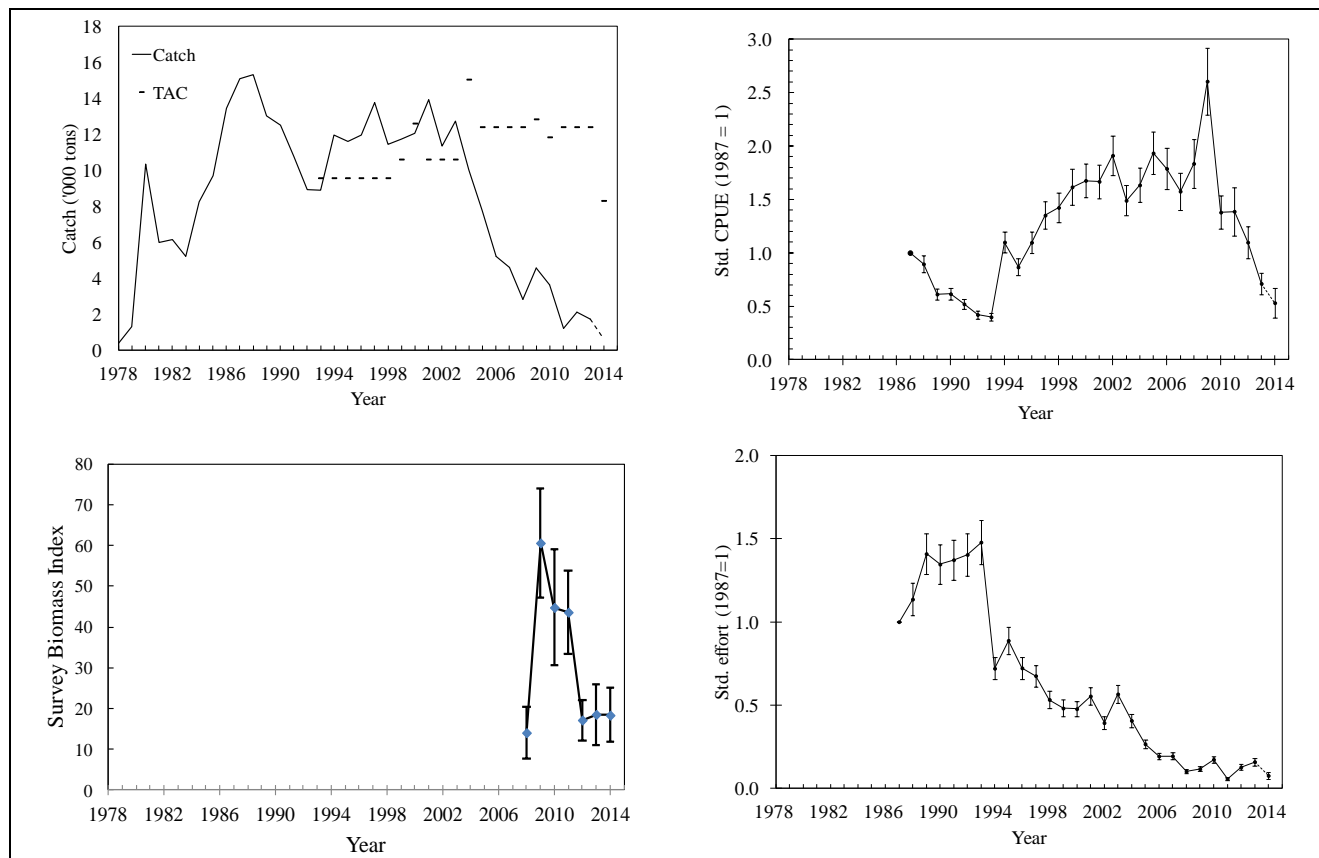 18
16
14
12
10
8
6
4
2
0
Catch
TAC
Catch ('000 tons)
1978 1982 1986 1990 1994 1998 2002 2006 2010 2014
Year
3.0
2.5
2.0
1.5
1.0
0.5
0.0
Std. CPUE (1987 = 1)
1978 1982 1986 1990 1994 1998 2002 2006 2010 2014
Year
80
70
60
50
40
30
20
10
0
Survey Biomass Index
1978 1982 1986 1990 1994 1998 2002 2006 2010 2014
Year
2.0
1.5
1.0
0.5
0.0
Std. effort (1987=1)
1978 1982 1986 1990 1994 1998 2002 2006 2010 2014
Year